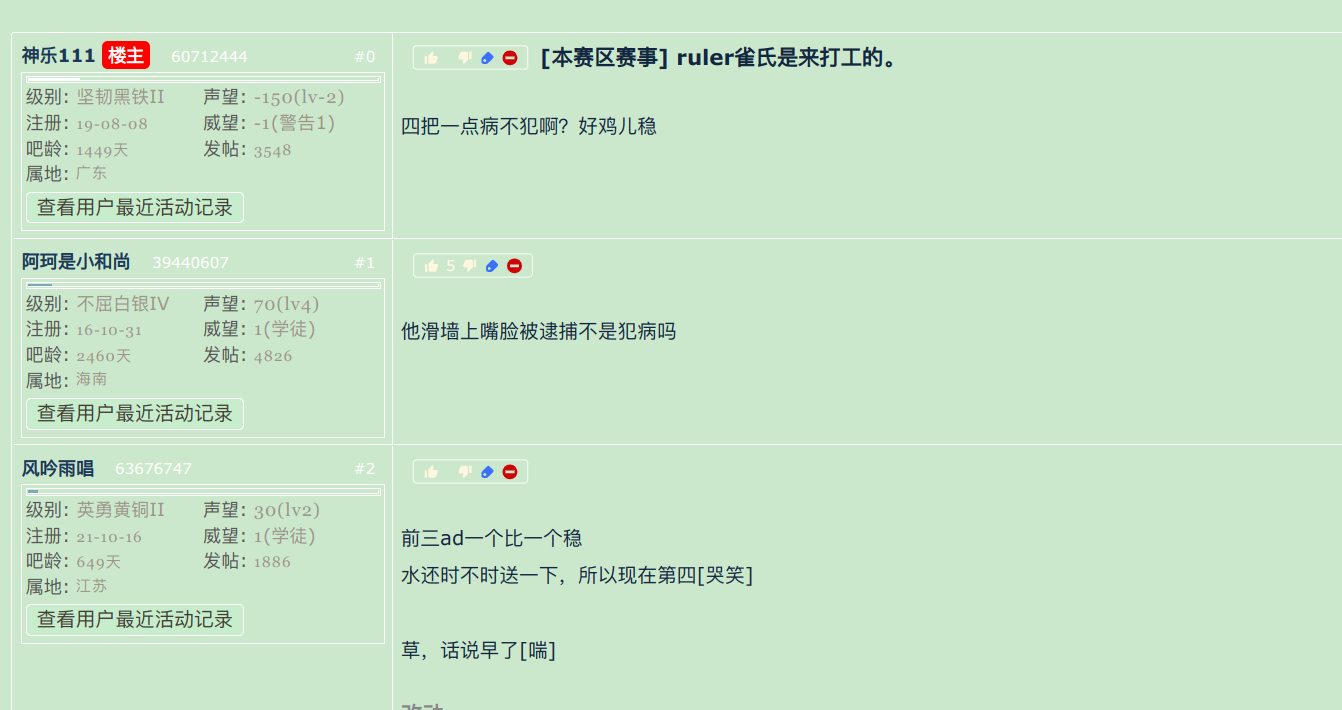 神乐111 楼主 60712444 #0
[本赛区赛事] ruler雀氏是来打工的。
级别: 坚韧黑铁II 声望: -150(lv-2)
注册: 19-08-08 威望: -1(警告1)
吧龄: 1449天 发帖: 3548
属地: 广东
查看用户最近活动记录
四把一点病不犯啊？好鸡儿稳
阿珂是小和尚 39440607 #1
5
级别: 不屈白银IV 声望: 70(lv4)
注册: 16-10-31 威望: 1(学徒)
吧龄: 2460天 发帖: 4826
属地: 海南
查看用户最近活动记录
他滑墙上嘴脸被逮捕不是犯病吗
风吟雨唱 63676747 #2
级别: 英勇黄铜II 声望: 30(lv2)
注册: 21-10-16 威望: 1(学徒)
吧龄: 649天 发帖: 1886
属地: 江苏
查看用户最近活动记录
前三ad一个比一个稳
水还时不时送一下，所以现在第四[哭笑]
草，话说早了[喘]